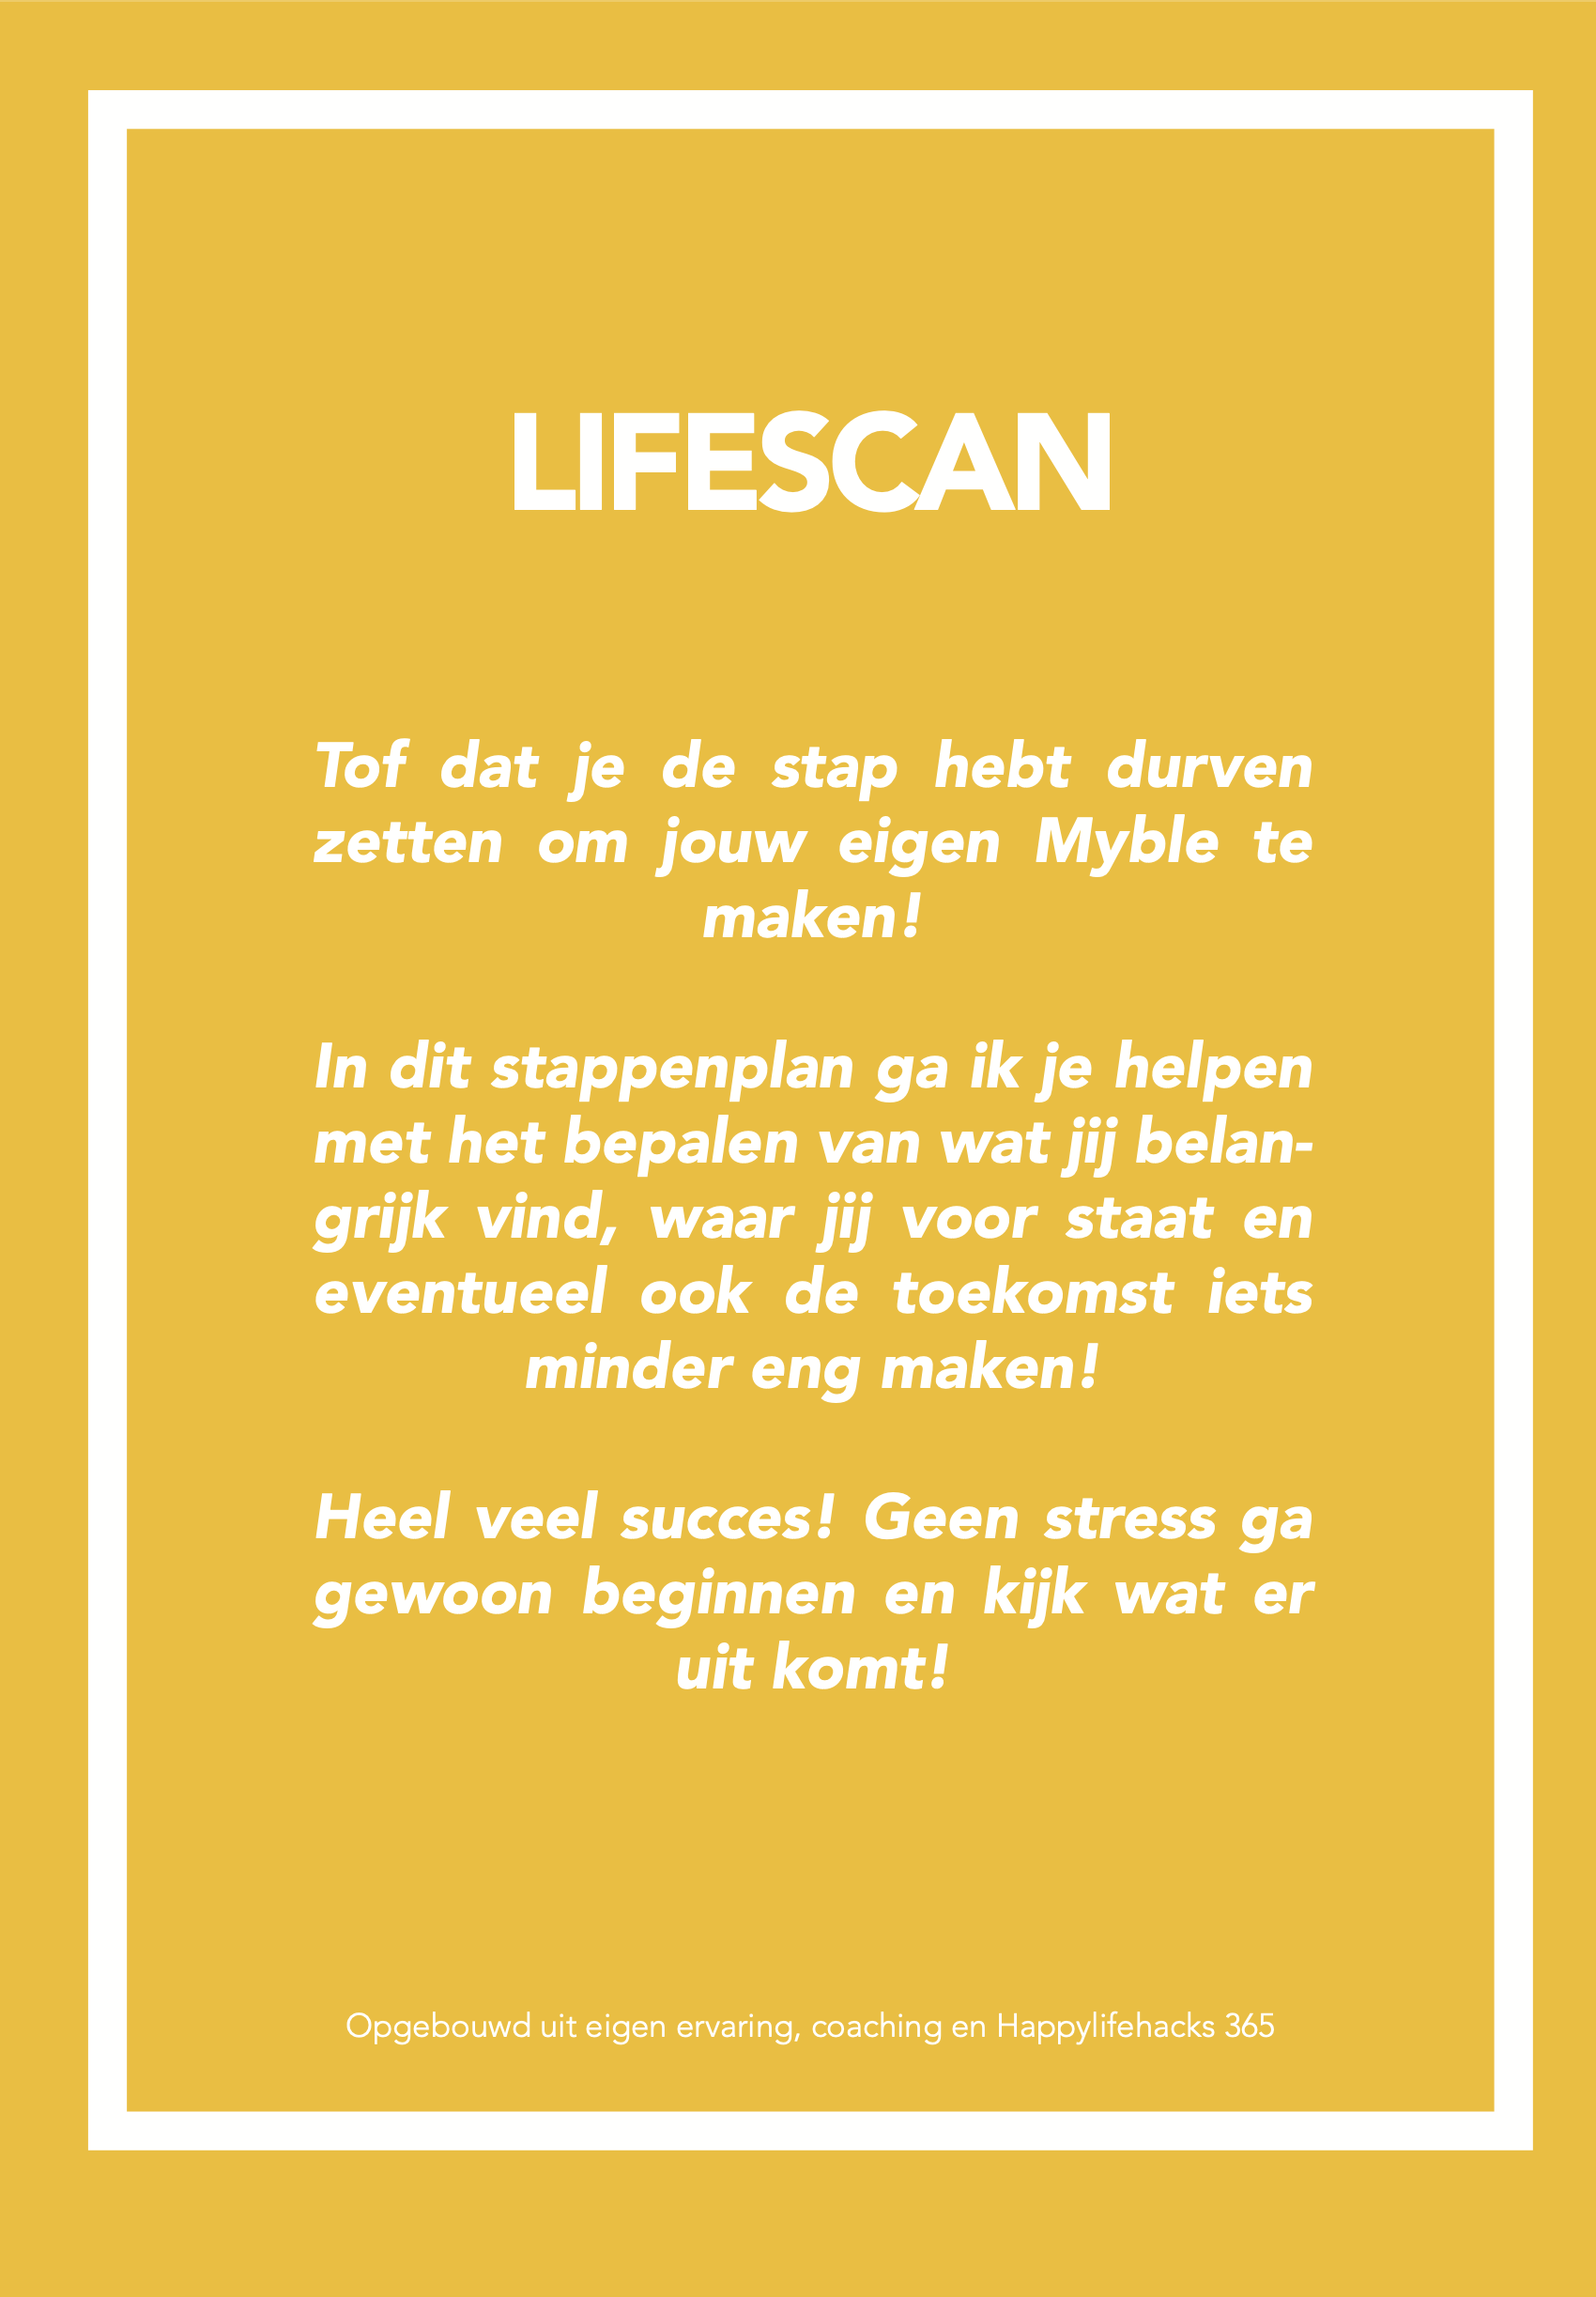 LIFESCAN
Tof dat je de stap hebt durven
zetten om jouw eigen Myble te
maken!
In dit stappenplan ga ik je helpen
met het bepalen van wat jij belan-
grijk vind, waar jij voor staat en
eventueel ook de toekomst iets
minder eng maken!
Heel veel succes! Geen stress ga
gewoon beginnen en kijk wat er
uit komt!
Opgebouwd uit eigen ervaring, coaching en Happylifehacks 365